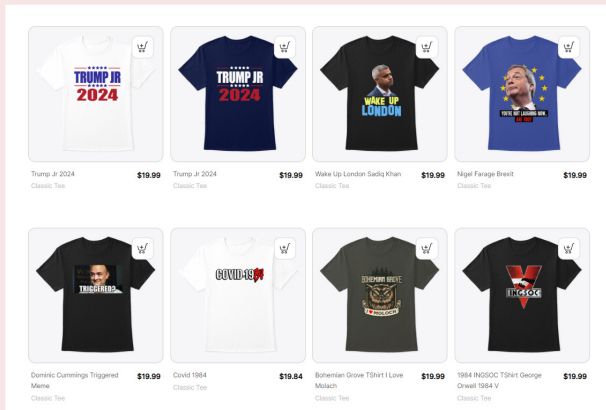 TRUMP JR
2024
TRUMP JR
2024
WAKE UP
LONDON
YOU'RE NOT LAUGHING NOW,
ARE YOU?
Trump Jr 2024
$19.99
Classic Tee
Trump Jr 2024
$19.99
Classic Tee
Wake Up London Sadiq Khan
$19.99
Classic Tee
Nigel Farage Brexit
$19.99
Classic Tee
TRIGGERED?
COVID-1984
BOHEMIAN GROVE
I ❤ MOLOCH
INGSOC
Dominic Cummings Triggered
Meme
$19.99
Classic Tee
Covid 1984
$19.84
Classic Tee
Bohemian Grove TShirt I Love
Molach
$19.99
Classic Tee
1984 INGSOC TShirt George
Orwell 1984 V
$19.99
Classic Tee